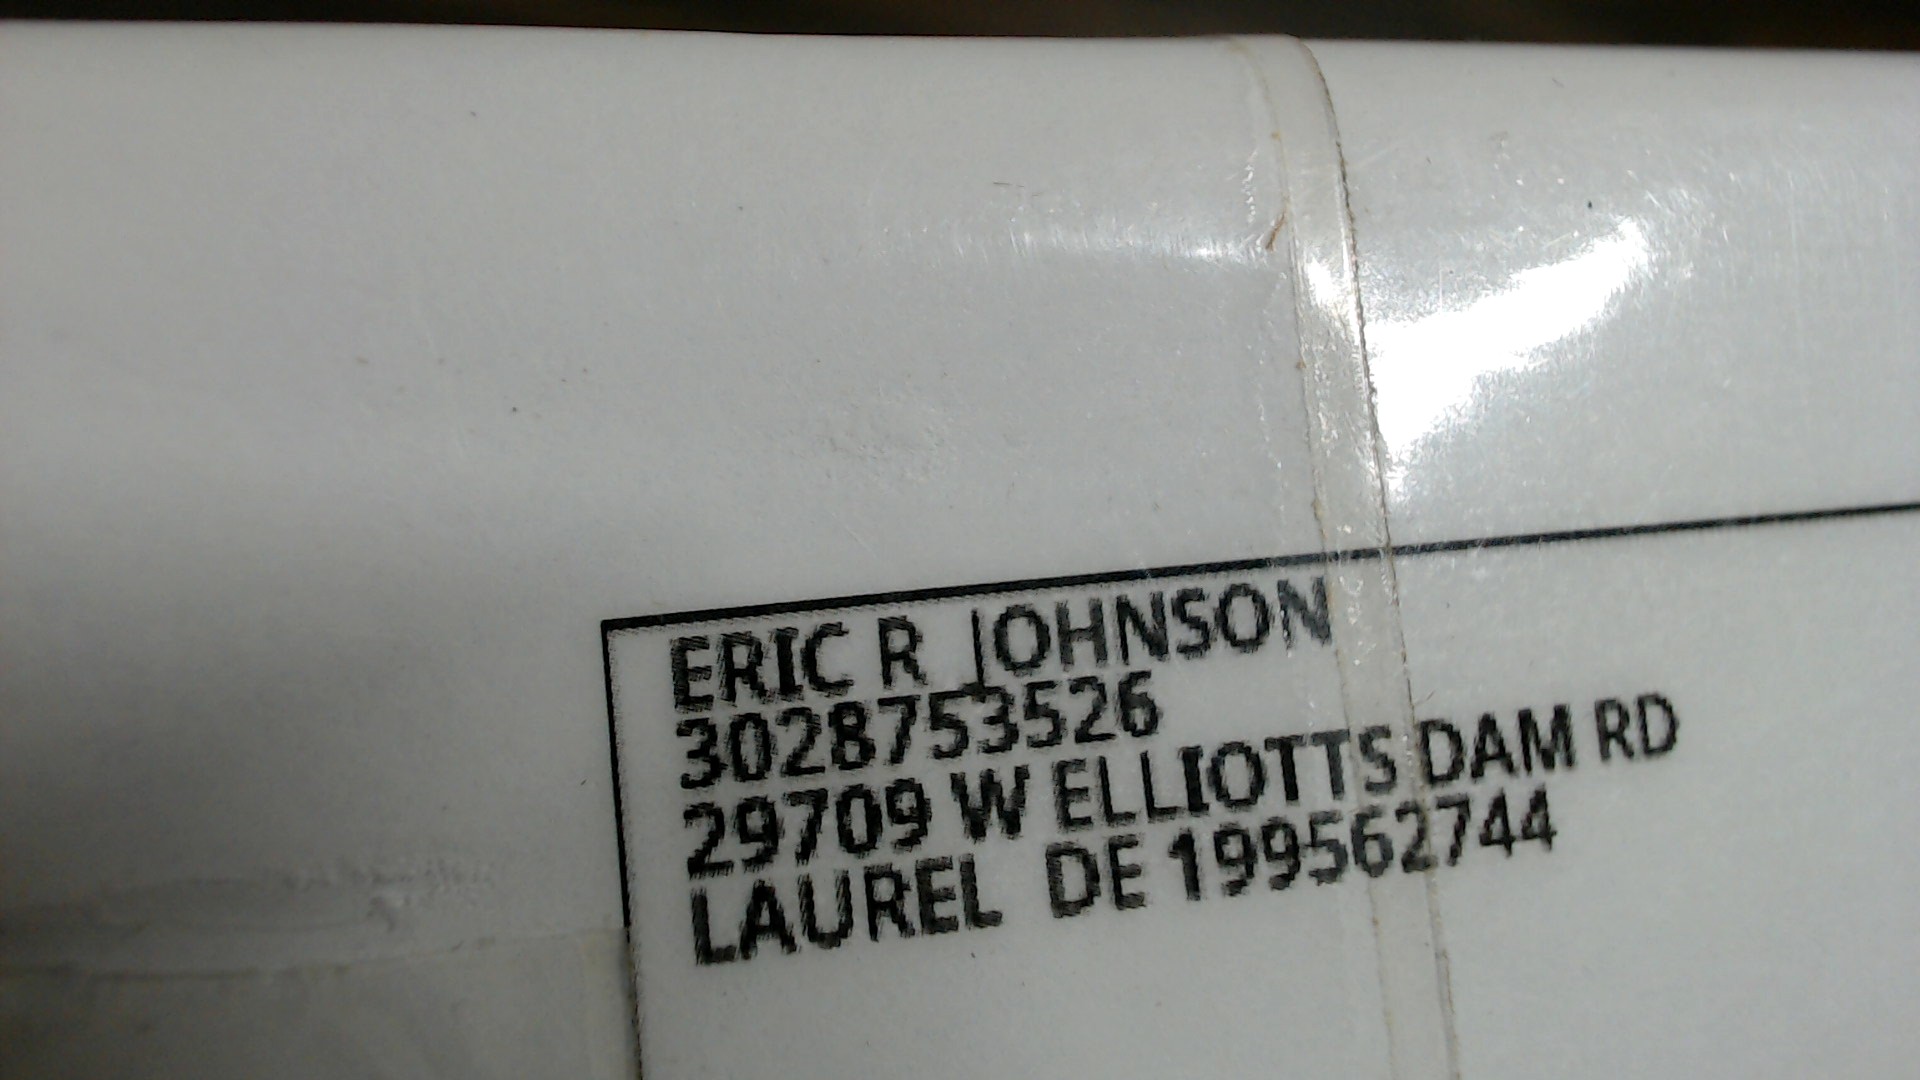 ERIC R  JOHNSON
3028753526
29709 W ELLIOTTS DAM RD
LAUREL  DE 199562744